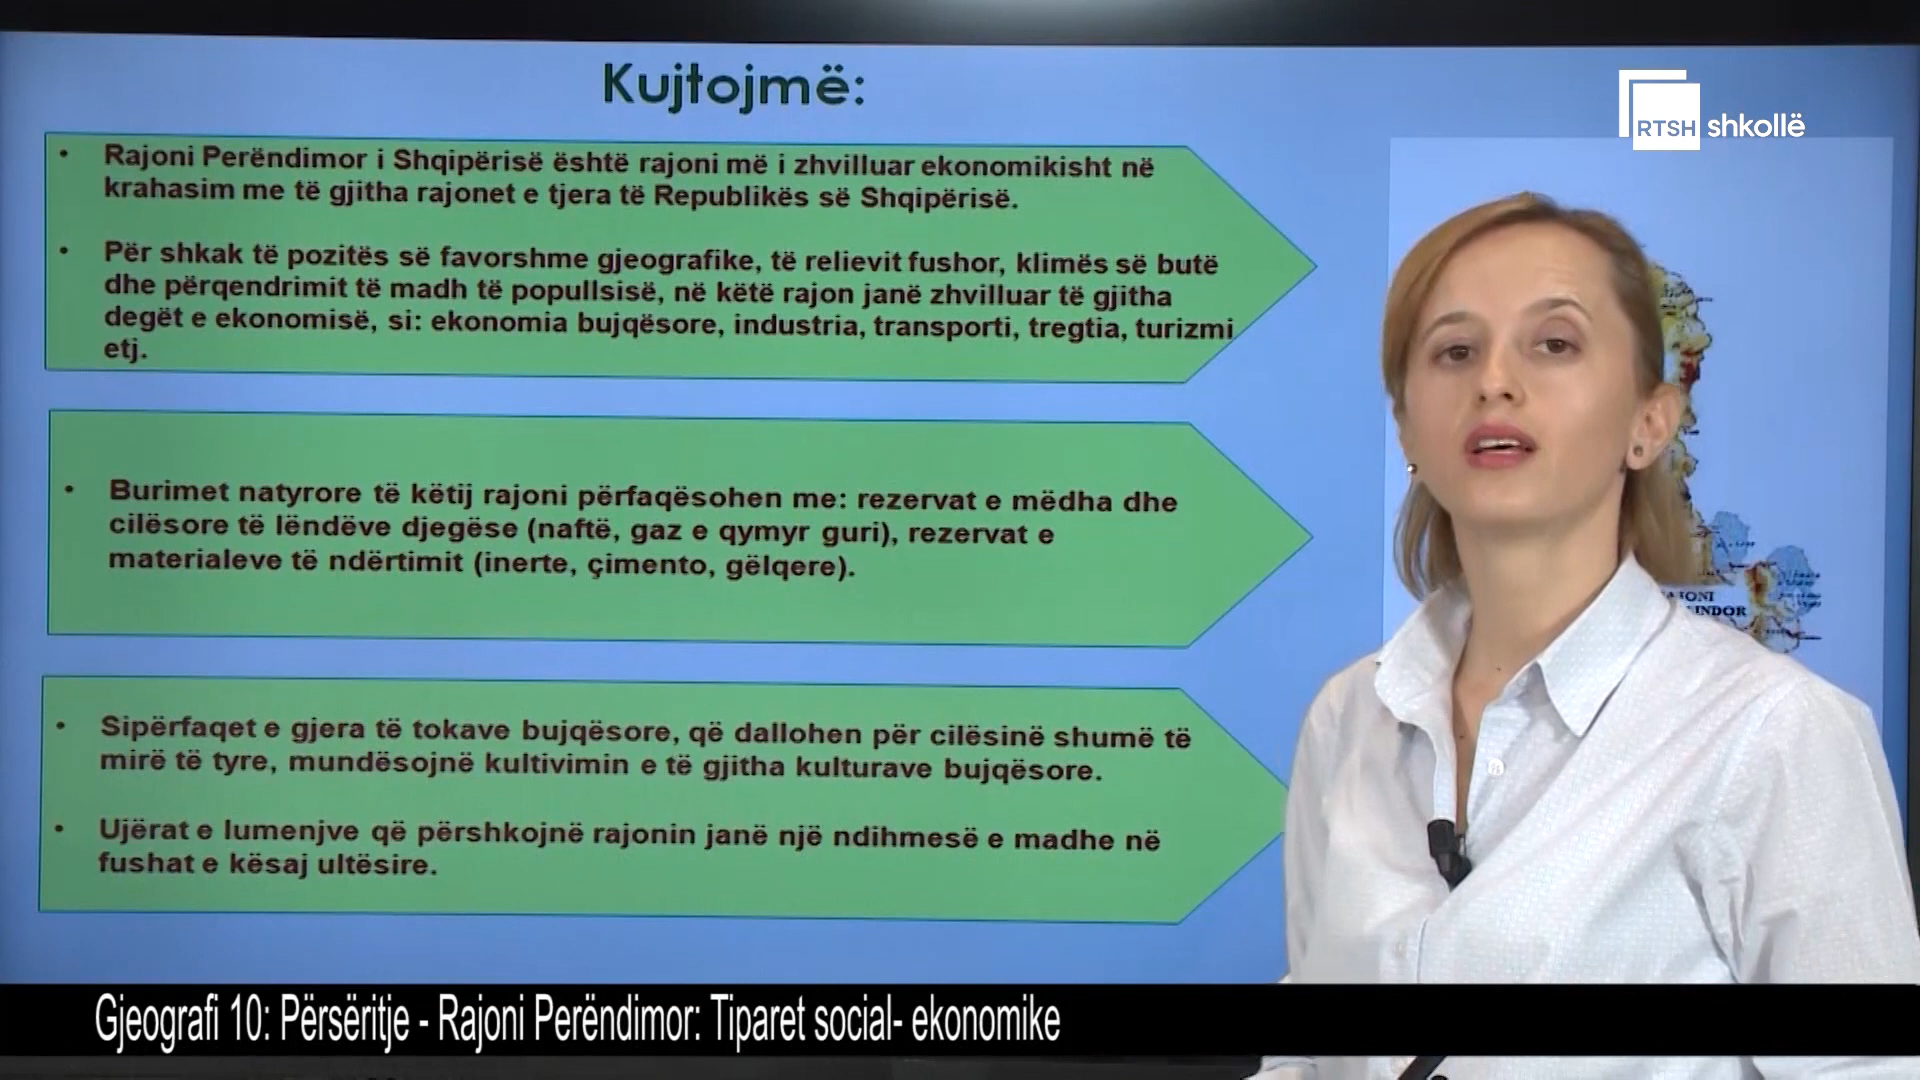 Kujtojmë:
RTSH shkollë
• Rajoni Perëndimor i Shqipërisë është rajoni më i zhvilluar ekonomikisht në
krahasim me të gjitha rajonet e tjera të Republikës së Shqipërisë.
• Për shkak të pozitës së favorshme gjeografike, të relievit fushor, klimës së butë
dhe përqendrimit të madh të popullsisë, në këtë rajon janë zhvilluar të gjitha
degët e ekonomisë, si: ekonomia bujqësore, industria, transporti, tregtia, turizmi
etj.
• Burimet natyrore të këtij rajoni përfaqësohen me: rezervat e mëdha dhe
cilësore të lëndëve djegëse (naftë, gaz e qymyr guri), rezervat e
materialeve të ndërtimit (inerte, çimento, gëlqere).
• Sipërfaqet e gjera të tokave bujqësore, që dallohen për cilësinë shumë të
mirë të tyre, mundësojnë kultivimin e të gjitha kulturave bujqësore.
• Ujërat e lumenjve që përshkojnë rajonin janë një ndihmesë e madhe në
fushat e kësaj ultësire.
Gjeografi 10: Përsëritje - Rajoni Perëndimor: Tiparet social- ekonomike